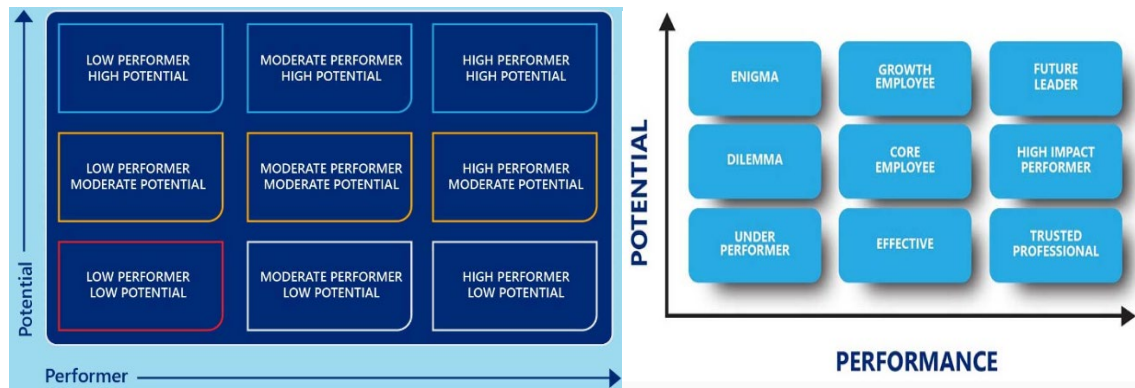 LOW PERFORMER
HIGH POTENTIAL
MODERATE PERFORMER
HIGH POTENTIAL
HIGH PERFORMER
HIGH POTENTIAL
LOW PERFORMER
MODERATE POTENTIAL
MODERATE PERFORMER
MODERATE POTENTIAL
HIGH PERFORMER
MODERATE POTENTIAL
LOW PERFORMER
LOW POTENTIAL
MODERATE PERFORMER
LOW POTENTIAL
HIGH PERFORMER
LOW POTENTIAL
Potential
Performer
POTENTIAL
ENIGMA
GROWTH
EMPLOYEE
FUTURE
LEADER
DILEMMA
CORE
EMPLOYEE
HIGH IMPACT
PERFORMER
UNDER
PERFORMER
EFFECTIVE
TRUSTED
PROFESSIONAL
PERFORMANCE